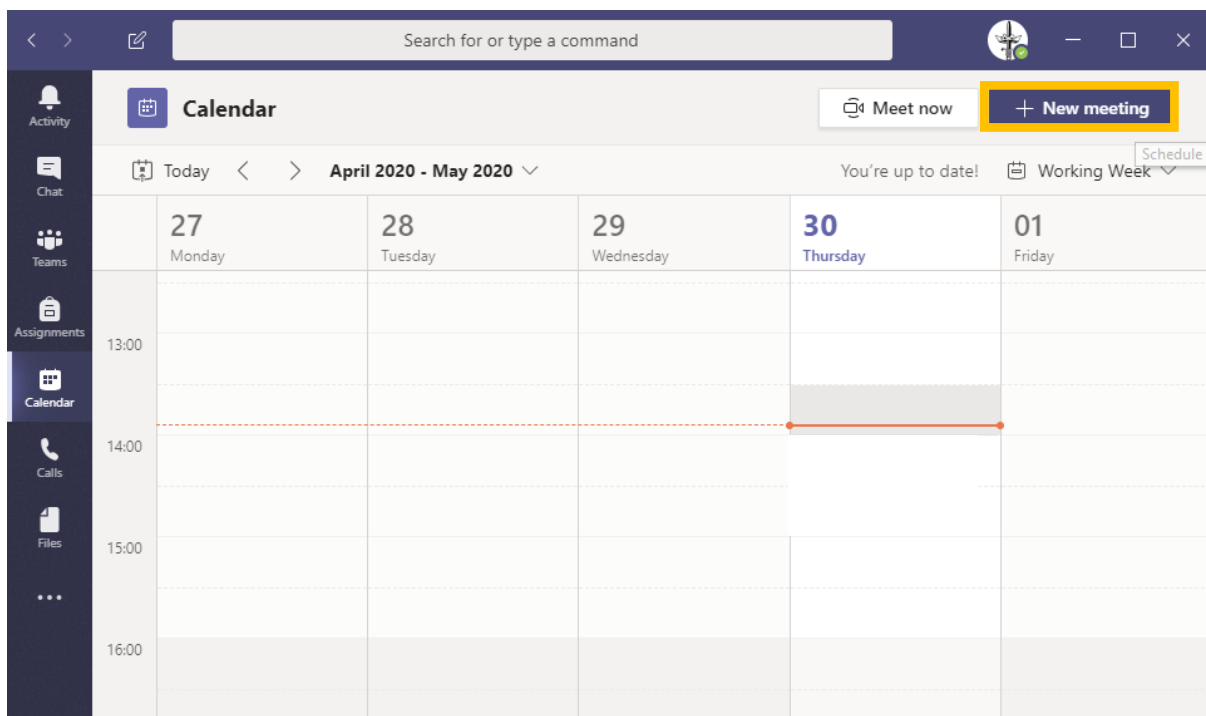 Search for or type a command
Activity
Chat
Teams
Assignments
Calendar
Calls
Files
Calendar
Meet now
New meeting
Schedule
Today
April 2020 - May 2020
You're up to date!
Working Week
27
Monday
28
Tuesday
29
Wednesday
30
Thursday
01
Friday
13:00
14:00
15:00
16:00